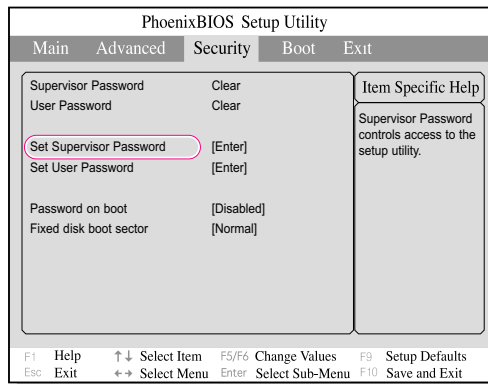 PhoenixBIOS Setup Utility
Main Advanced Security Boot Exit
Supervisor Password Clear
User Password Clear
Set Supervisor Password [Enter]
Set User Password [Enter]
Password on boot [Disabled]
Fixed disk boot sector [Normal]
Item Specific Help
Supervisor Password
controls access to the
setup utility.
F1 Help ↑↓ Select Item F5/F6 Change Values F9 Setup Defaults
Esc Exit ←→ Select Menu Enter Select Sub-Menu F10 Save and Exit